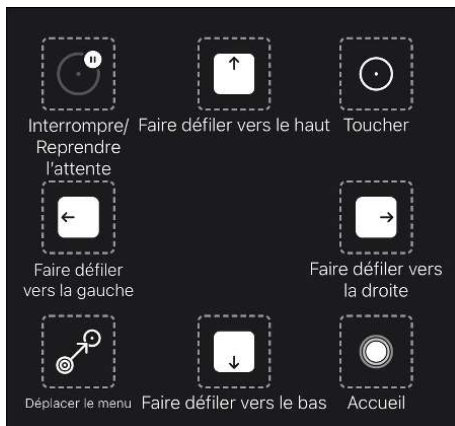 Interrompre/
Reprendre
l'attente
Faire défiler vers le haut
Toucher
Faire défiler
vers la gauche
Faire défiler vers
la droite
Déplacer le menu
Faire défiler vers le bas
Accueil